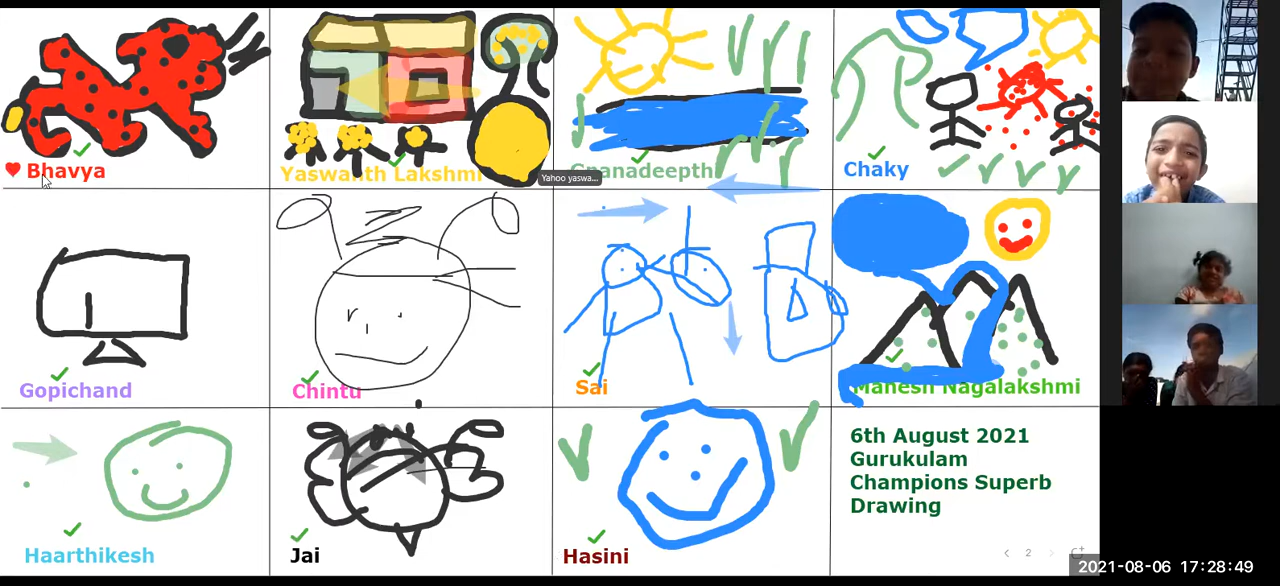 Bhavya
Yaswanth Lakshmi
Yahoo yaswa...
Gnanadeepth
Chaky
Gopichand
Chintu
Sai
Mahesh Nagalakshmi
Haarthikesh
Jai
Hasini
6th August 2021
Gurukulam
Champions Superb
Drawing
2
2021-08-06 17:28:49